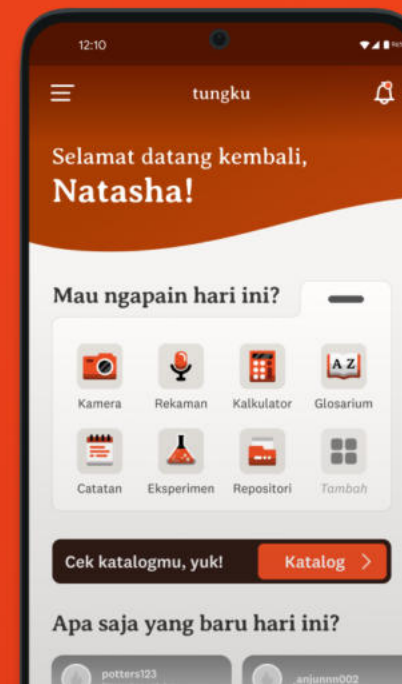 12:10
tungku
Selamat datang kembali,
Natasha!
Mau ngapain hari ini?
A Z
Kamera Rekaman Kalkulator Glosarium
Catatan Eksperimen Repositori Tambah
Cek katalogmu, yuk! Katalog >
Apa saja yang baru hari ini?
potters123 anjunnn002